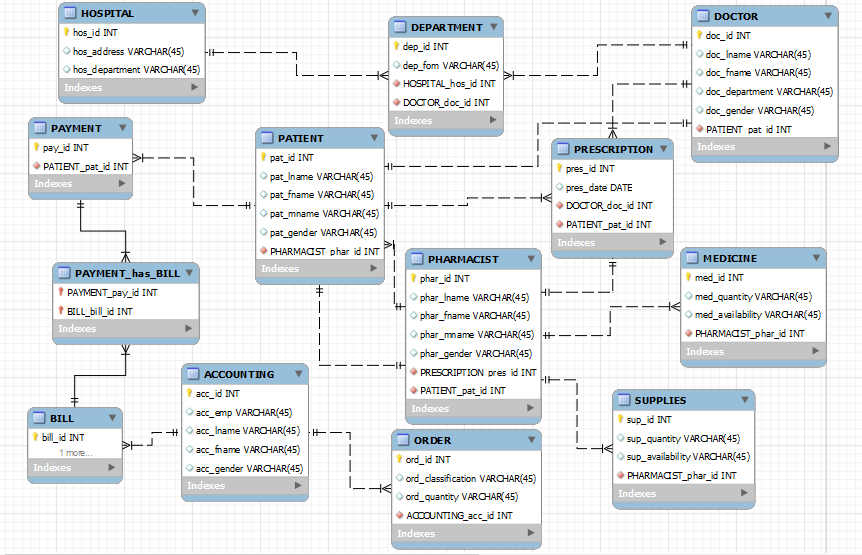 HOSPITAL
hos_id INT
hos_address VARCHAR(45)
hos_department VARCHAR(45)
Indexes
DEPARTMENT
dep_id INT
dep_fom VARCHAR(45)
HOSPITAL_hos_id INT
DOCTOR_doc_id INT
Indexes
DOCTOR
doc_id INT
doc_lname VARCHAR(45)
doc_fname VARCHAR(45)
doc_department VARCHAR(45)
doc_gender VARCHAR(45)
PATIENT_pat_id INT
Indexes
PAYMENT
pay_id INT
PATIENT_pat_id INT
Indexes
PATIENT
pat_id INT
pat_lname VARCHAR(45)
pat_fname VARCHAR(45)
pat_mname VARCHAR(45)
pat_gender VARCHAR(45)
PHARMACIST_phar_id INT
Indexes
PRESCRIPTION
pres_id INT
pres_date DATE
DOCTOR_doc_id INT
PATIENT_pat_id INT
Indexes
PAYMENT_has_BILL
PAYMENT_pay_id INT
BILL_bill_id INT
Indexes
PHARMACIST
phar_id INT
phar_lname VARCHAR(45)
phar_fname VARCHAR(45)
phar_mname VARCHAR(45)
phar_gender VARCHAR(45)
PRESCRIPTION_pres_id INT
PATIENT_pat_id INT
Indexes
MEDICINE
med_id INT
med_quantity VARCHAR(45)
med_availability VARCHAR(45)
PHARMACIST_phar_id INT
Indexes
BILL
bill_id INT
1 more...
Indexes
ACCOUNTING
acc_id INT
acc_emp VARCHAR(45)
acc_lname VARCHAR(45)
acc_fname VARCHAR(45)
acc_gender VARCHAR(45)
Indexes
ORDER
ord_id INT
ord_classification VARCHAR(45)
ord_quantity VARCHAR(45)
ACCOUNTING_acc_id INT
Indexes
SUPPLIES
sup_id INT
sup_quantity VARCHAR(45)
sup_availability VARCHAR(45)
PHARMACIST_phar_id INT
Indexes